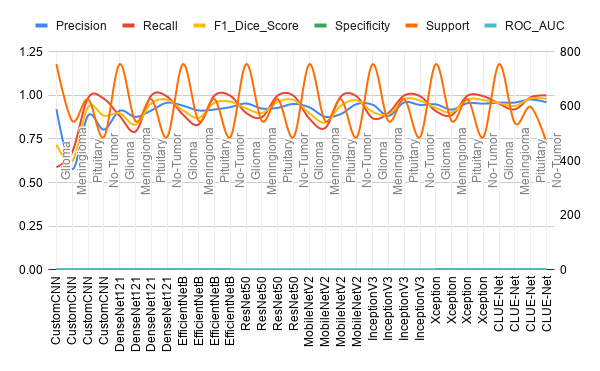 Precision Recall F1_Dice_Score Specificity Support ROC_AUC
1.25 800
1.00 600
0.75 400
0.50 200
0.25 0
0.00
Glioma Meningioma Pituitary No-Tumor Glioma Meningioma Pituitary No-Tumor Glioma Meningioma Pituitary No-Tumor Glioma Meningioma Pituitary No-Tumor Glioma Meningioma Pituitary No-Tumor Glioma Meningioma Pituitary No-Tumor Glioma Meningioma Pituitary No-Tumor Glioma Meningioma Pituitary No-Tumor
CustomCNN CustomCNN CustomCNN CustomCNN DenseNet121 DenseNet121 DenseNet121 DenseNet121 EfficientNetB EfficientNetB EfficientNetB EfficientNetB ResNet50 ResNet50 ResNet50 ResNet50 MobileNetV2 MobileNetV2 MobileNetV2 MobileNetV2 InceptionV3 InceptionV3 InceptionV3 InceptionV3 Xception Xception Xception Xception CLUE-Net CLUE-Net CLUE-Net CLUE-Net